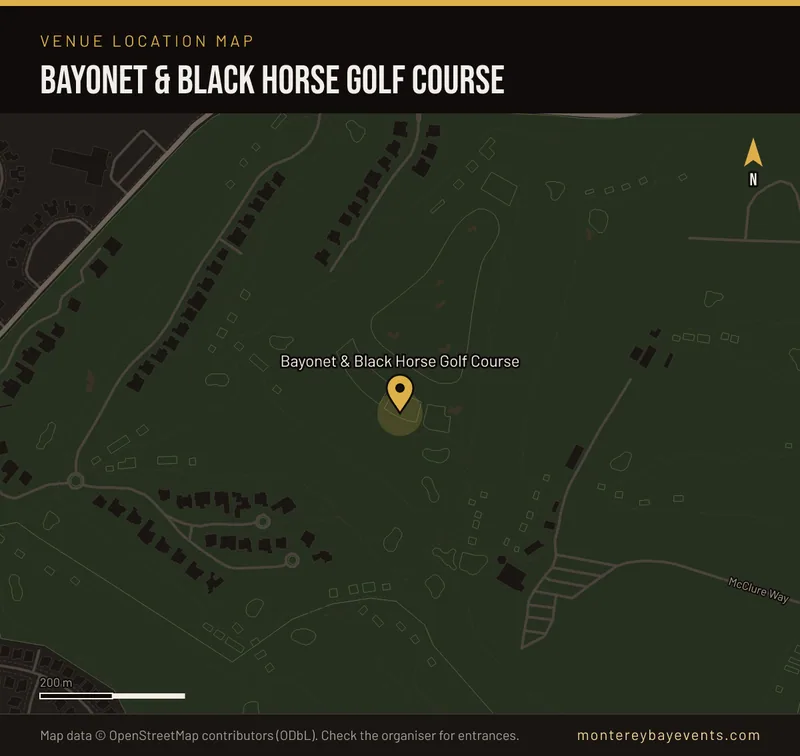 VENUE LOCATION MAP
BAYONET & BLACK HORSE GOLF COURSE
N
Bayonet & Black Horse Golf Course
McClure Way
200 m
Map data © OpenStreetMap contributors (ODbL). Check the organiser for entrances.
montereybayevents.com